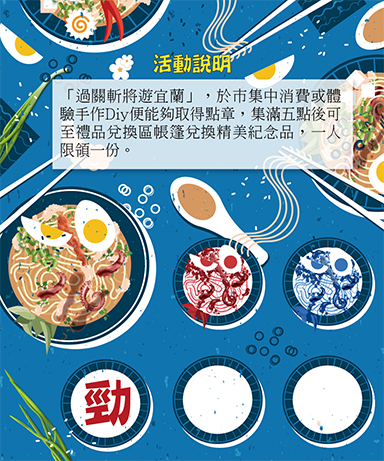 活動說明
「過關斬將遊宜蘭」，於市集中消費或體
驗手作Diy便能夠取得點章，集滿五點後可
至禮品兌換區帳篷兌換精美紀念品，一人
限領一份。
勁